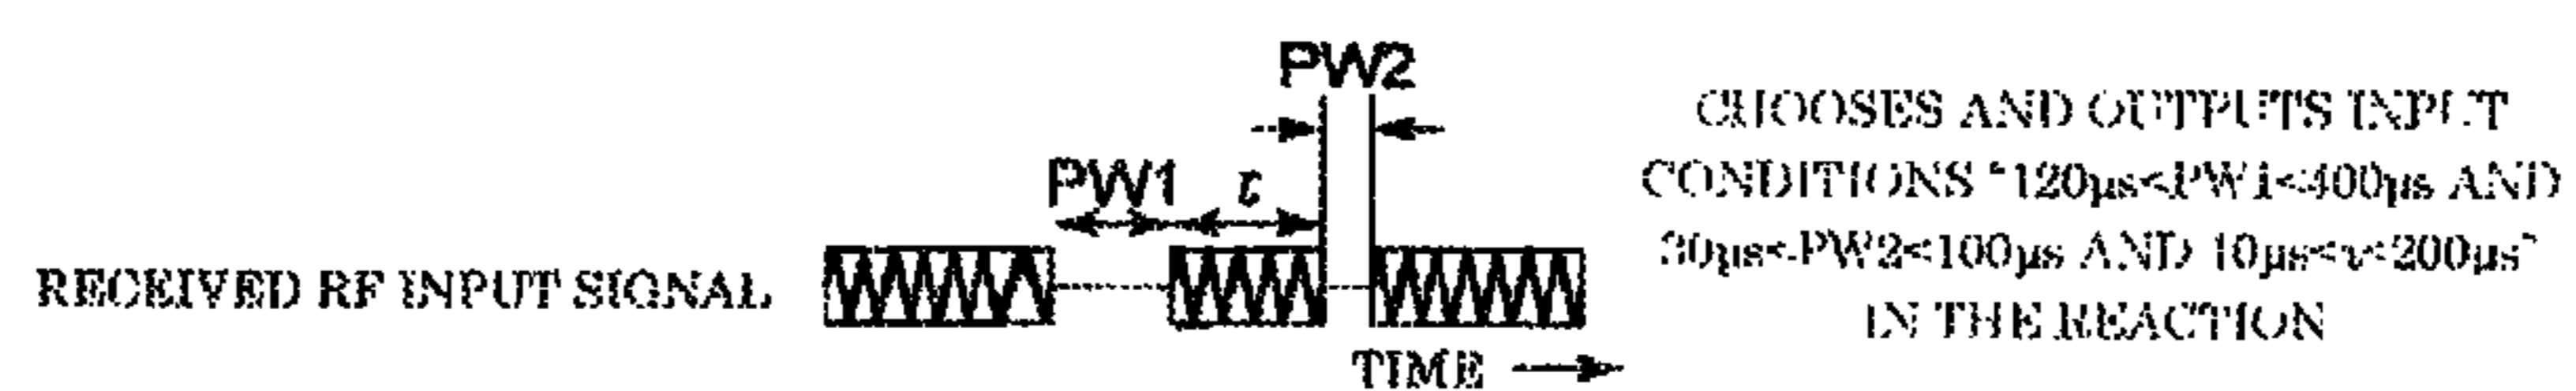 PW2
CHOOSES AND OUTPUTS INPUT
PW1 τ
CONDITIONS "120μs<PW1<400μs AND
30μs<PW2<100μs AND 10μs<τ<200μs"
RECEIVED RF INPUT SIGNAL
IN THE REACTION
TIME